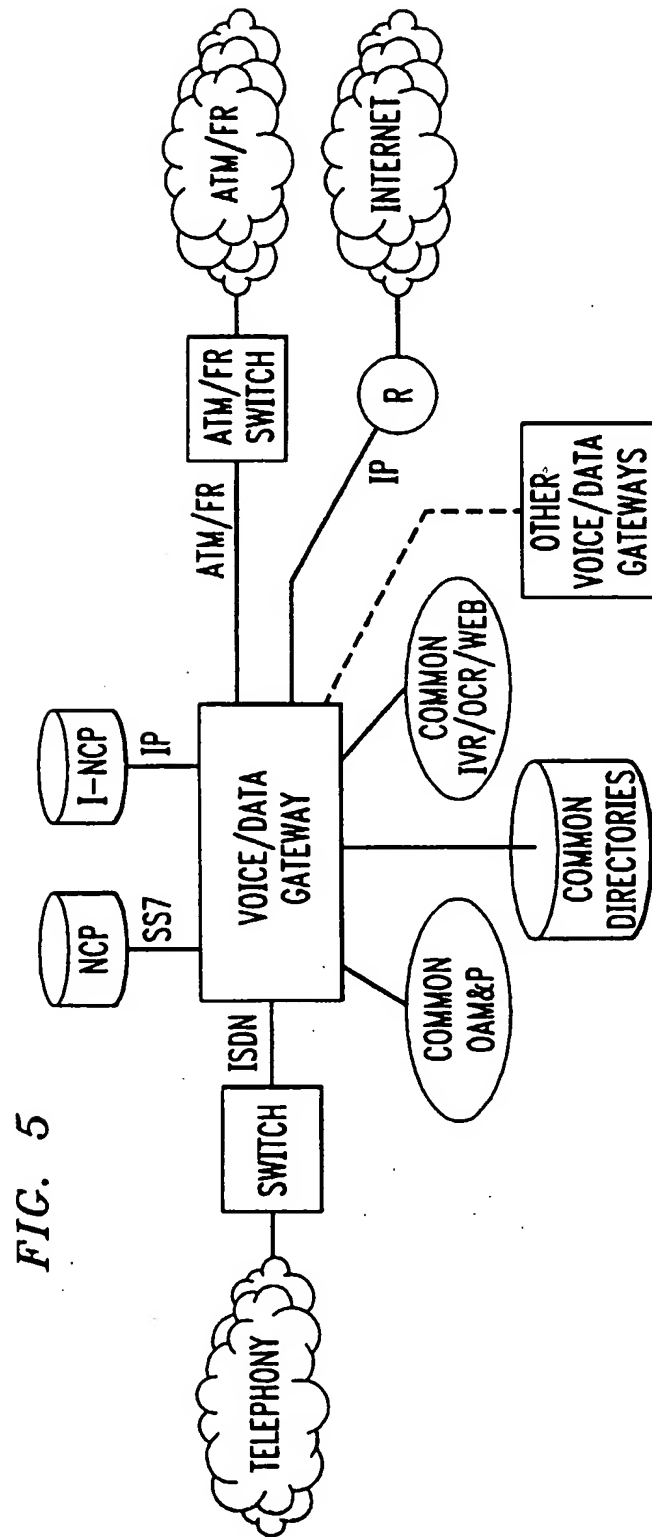 FIG. 5
NCP
I-NCP
SS7
IP
TELEPHONY
SWITCH
ISDN
VOICE/DATA
GATEWAY
ATM/FR
ATM/FR
SWITCH
ATM/FR
IP
R
INTERNET
COMMON
OAM&P
COMMON
DIRECTORIES
COMMON
IVR/OCR/WEB
OTHER
VOICE/DATA
GATEWAYS